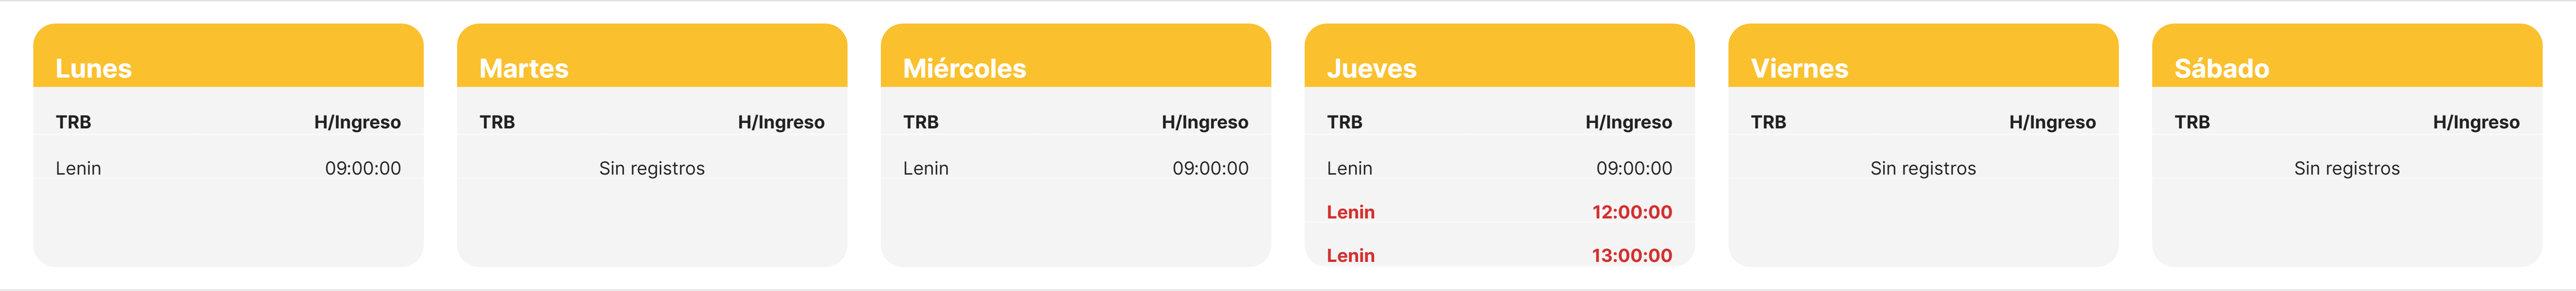 Lunes
TRB H/Ingreso
Lenin 09:00:00
Martes
TRB H/Ingreso
Sin registros
Miércoles
TRB H/Ingreso
Lenin 09:00:00
Jueves
TRB H/Ingreso
Lenin 09:00:00
Lenin 12:00:00
Lenin 13:00:00
Viernes
TRB H/Ingreso
Sin registros
Sábado
TRB H/Ingreso
Sin registros